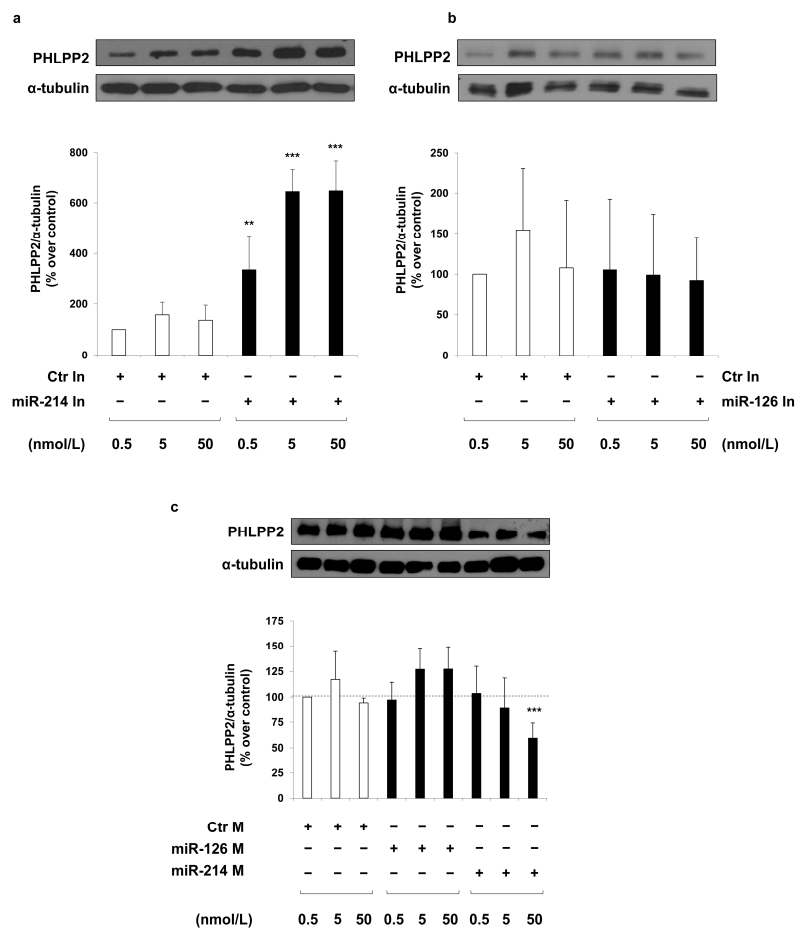 a
PHLPP2
α-tubulin
PHLPP2/α-tubulin
(% over control)
800
600
400
200
0
**
***
***
Ctr In + + + – – –
miR-214 In – – – + + +
(nmol/L) 0.5 5 50 0.5 5 50
b
PHLPP2
α-tubulin
PHLPP2/α-tubulin
(% over control)
250
200
150
100
50
0
+ + + – – – Ctr In
– – – + + + miR-126 In
0.5 5 50 0.5 5 50 (nmol/L)
c
PHLPP2
α-tubulin
PHLPP2/α-tubulin
(% over control)
175
150
125
100
75
50
25
0
***
Ctr M + + + – – – – – –
miR-126 M – – – + + + – – –
miR-214 M – – – – – – + + +
(nmol/L) 0.5 5 50 0.5 5 50 0.5 5 50